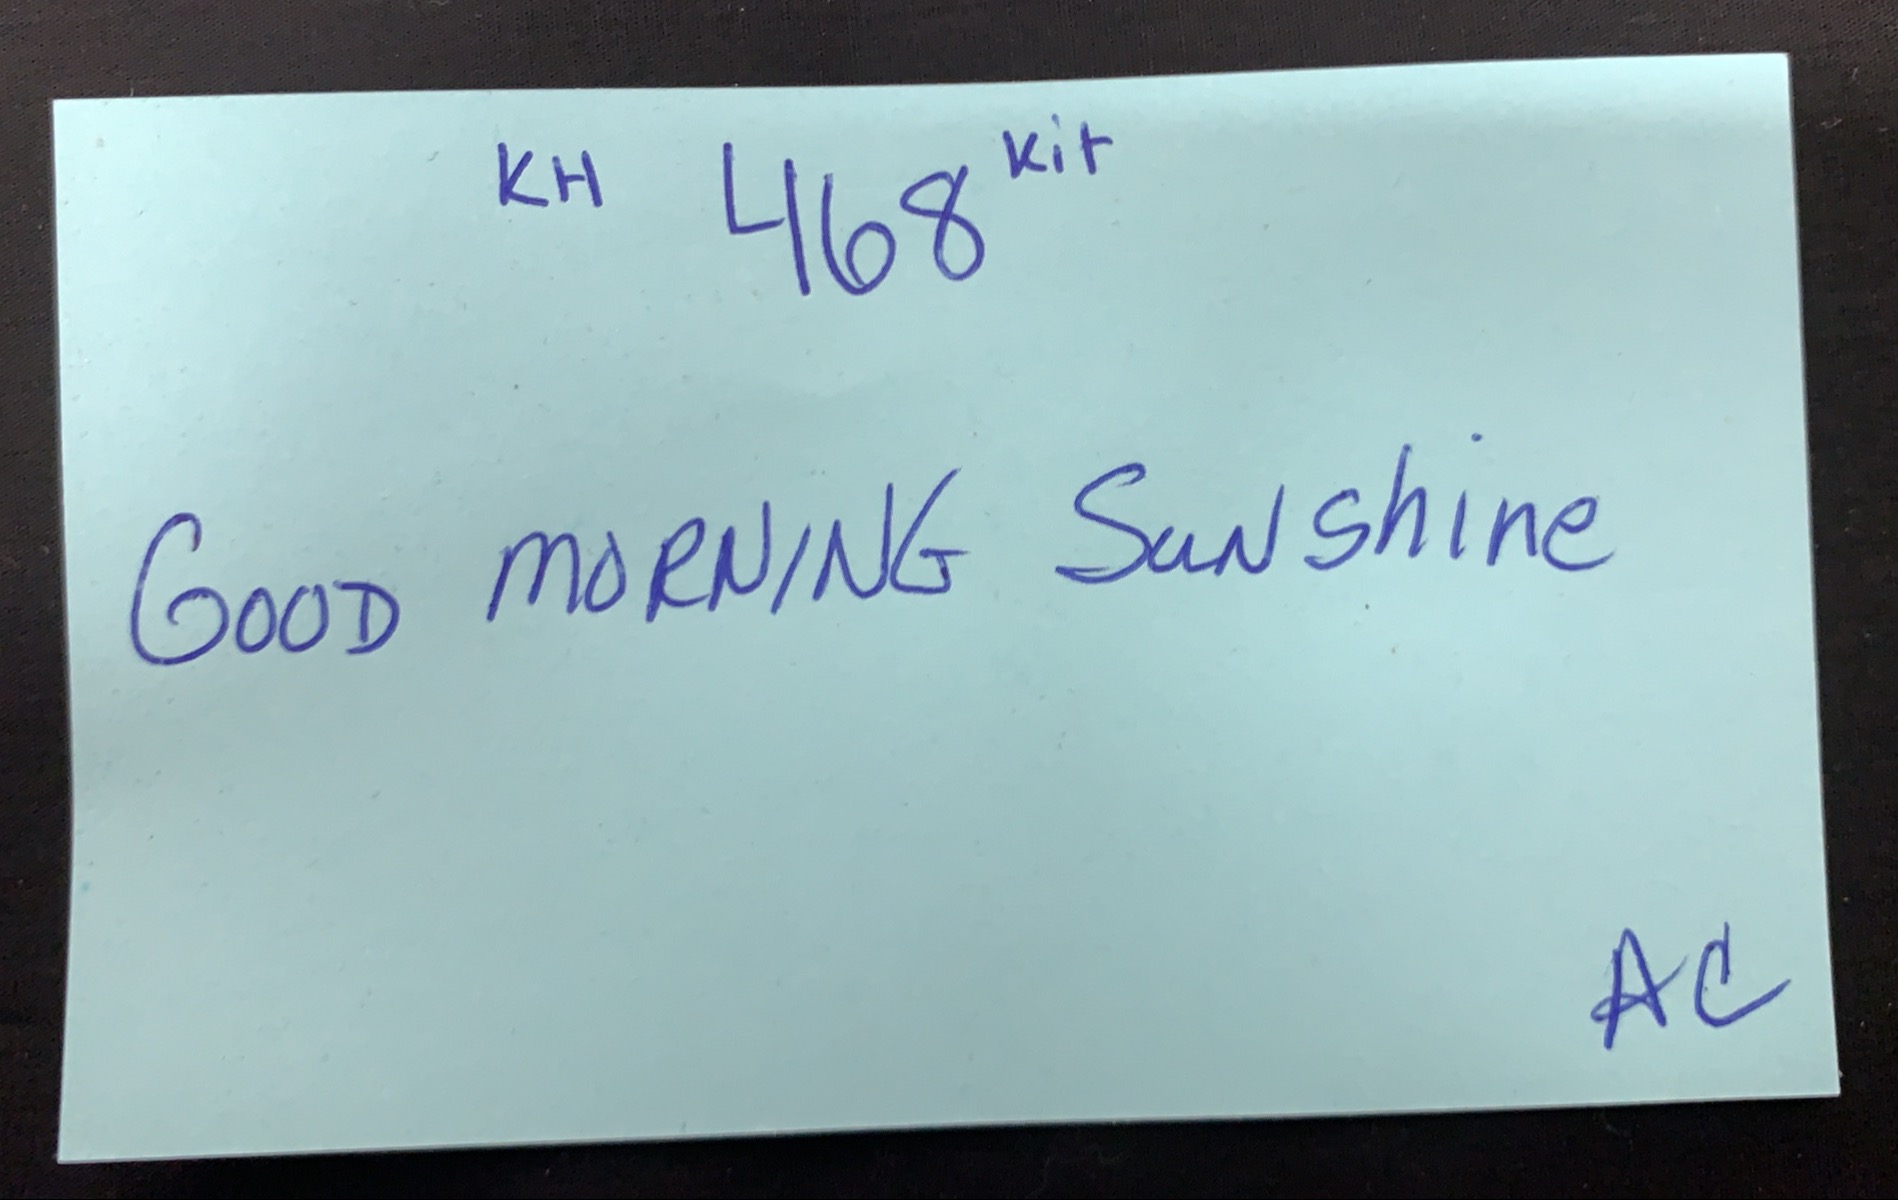 KH 468 Kit
GOOD MORNING SuNshine
AC